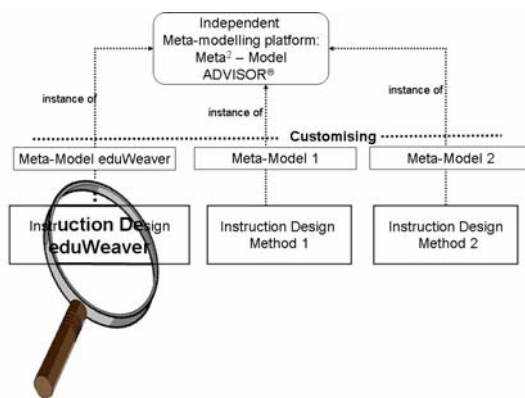 Independent
Meta-modelling platform:
Meta² – Model
ADVISOR®
instance of
instance of
instance of
Customising
Meta-Model eduWeaver
Meta-Model 1
Meta-Model 2
Instruction Design
eduWeaver
Instruction Design
Method 1
Instruction Design
Method 2